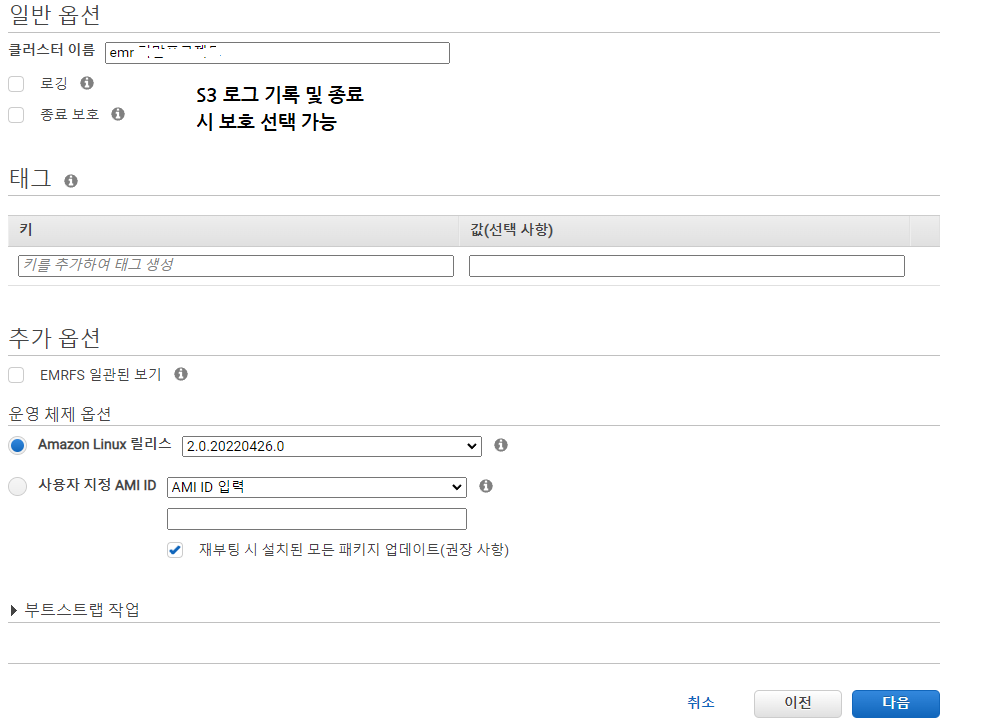 일반 옵션
클러스터 이름 emr
로깅
S3 로그 기록 및 종료
종료 보호
시 보호 선택 가능
태그
키 값(선택 사항)
키를 추가하여 태그 생성
추가 옵션
EMRFS 일관된 보기
운영 체제 옵션
Amazon Linux 릴리스 2.0.20220426.0
사용자 지정 AMI ID AMI ID 입력
재부팅 시 설치된 모든 패키지 업데이트(권장 사항)
부트스트랩 작업
취소 이전 다음